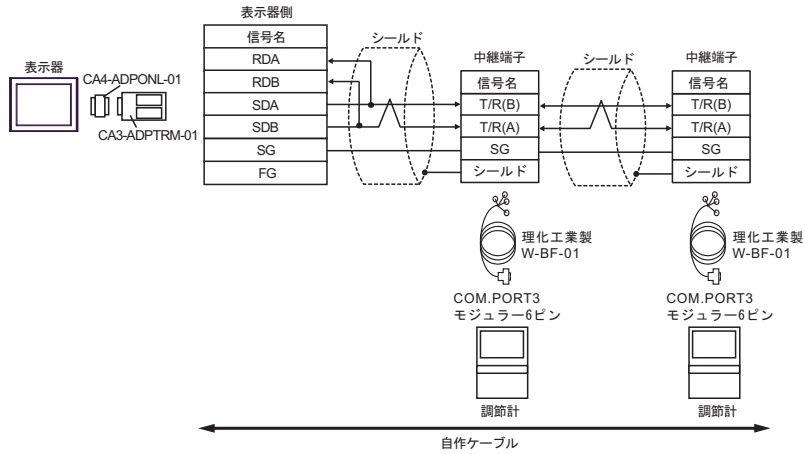 表示器側
信号名
RDA
RDB
SDA
SDB
SG
FG
表示器
CA4-ADPONL-01
CA3-ADPTRM-01
シールド
中継端子
信号名
T/R(B)
T/R(A)
SG
シールド
シールド
中継端子
信号名
T/R(B)
T/R(A)
SG
シールド
理化工業製
W-BF-01
COM.PORT3
モジュラー6ピン
調節計
理化工業製
W-BF-01
COM.PORT3
モジュラー6ピン
調節計
自作ケーブル